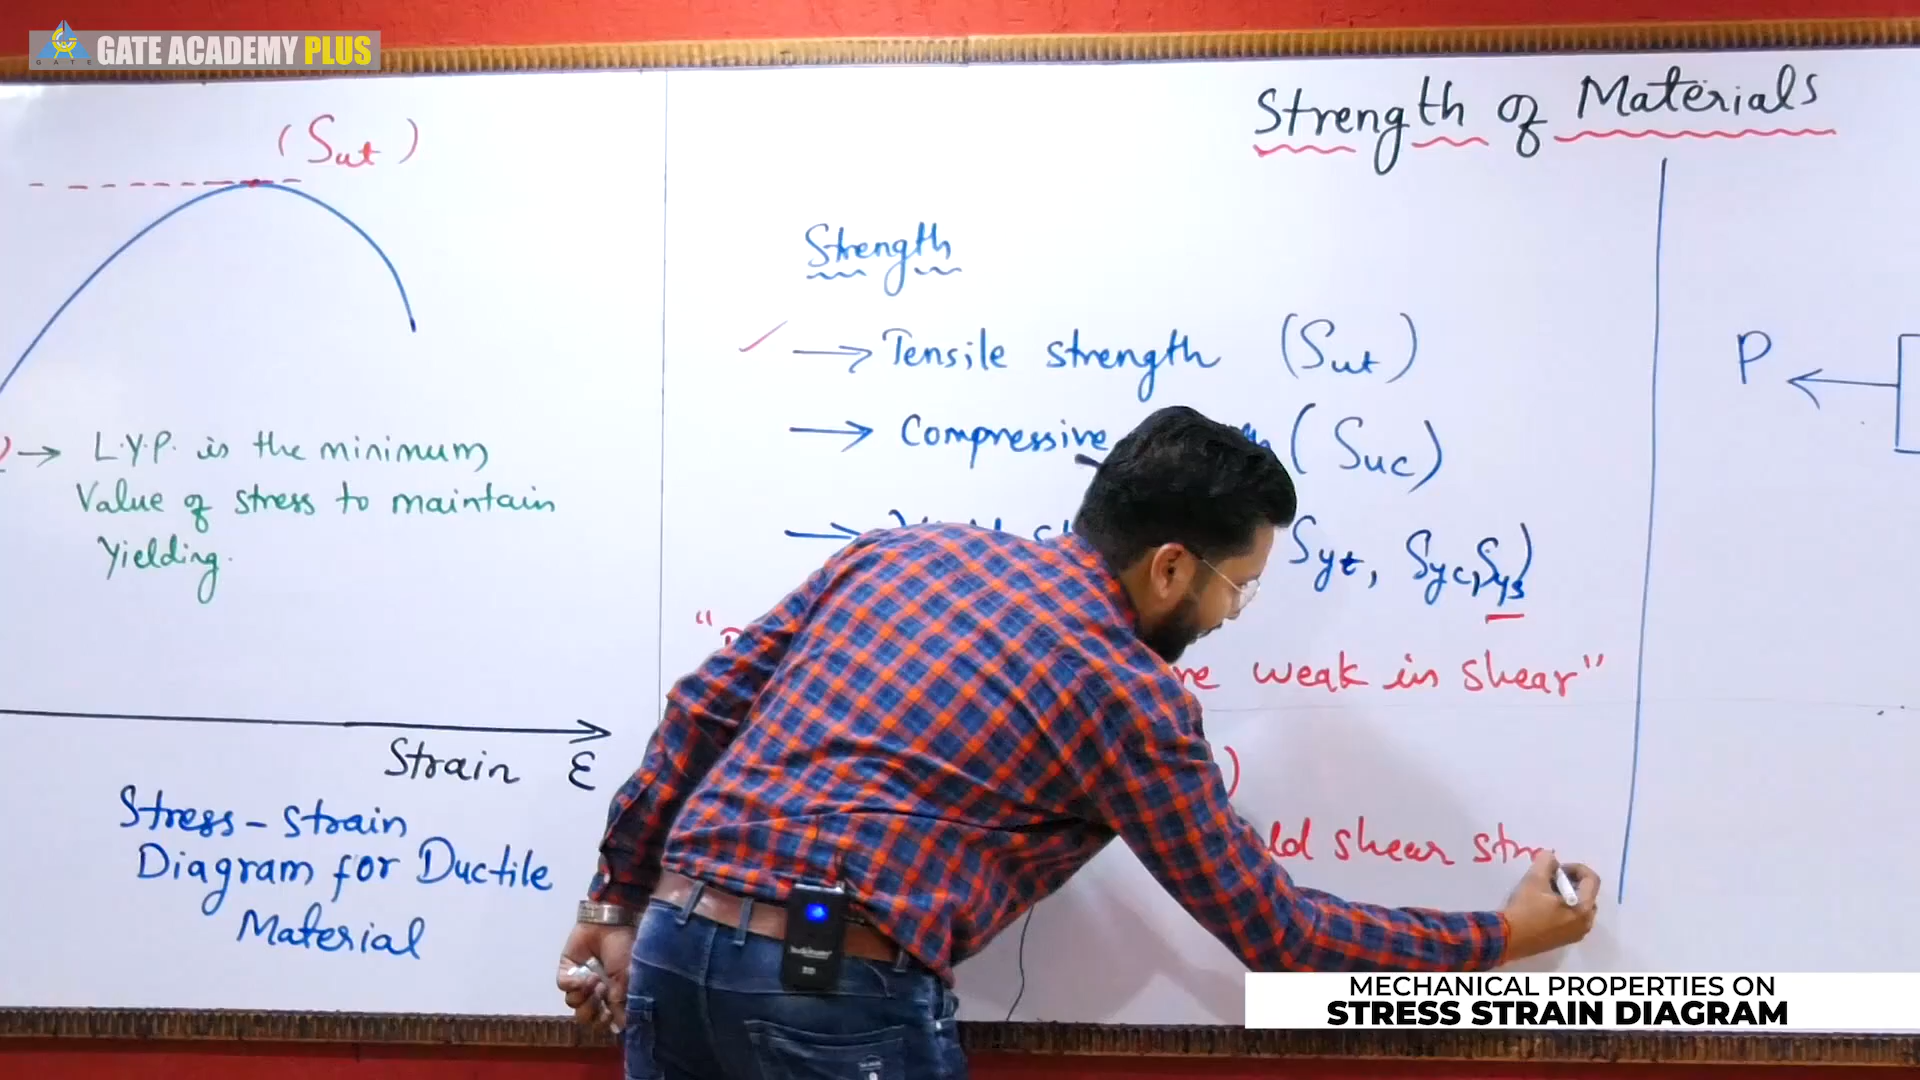 GATE ACADEMY PLUS
GATE
Strength of Materials
(Sut)
Strength
→ Tensile strength (Sut)
→ Compressive (Suc)
→ Syt, Syc, Sys)
weak in shear"
shear
P
→ L.Y.P. is the minimum
Value of stress to maintain
Yielding.
Strain ε
Stress - strain
Diagram for Ductile
Material
MECHANICAL PROPERTIES ON
STRESS STRAIN DIAGRAM